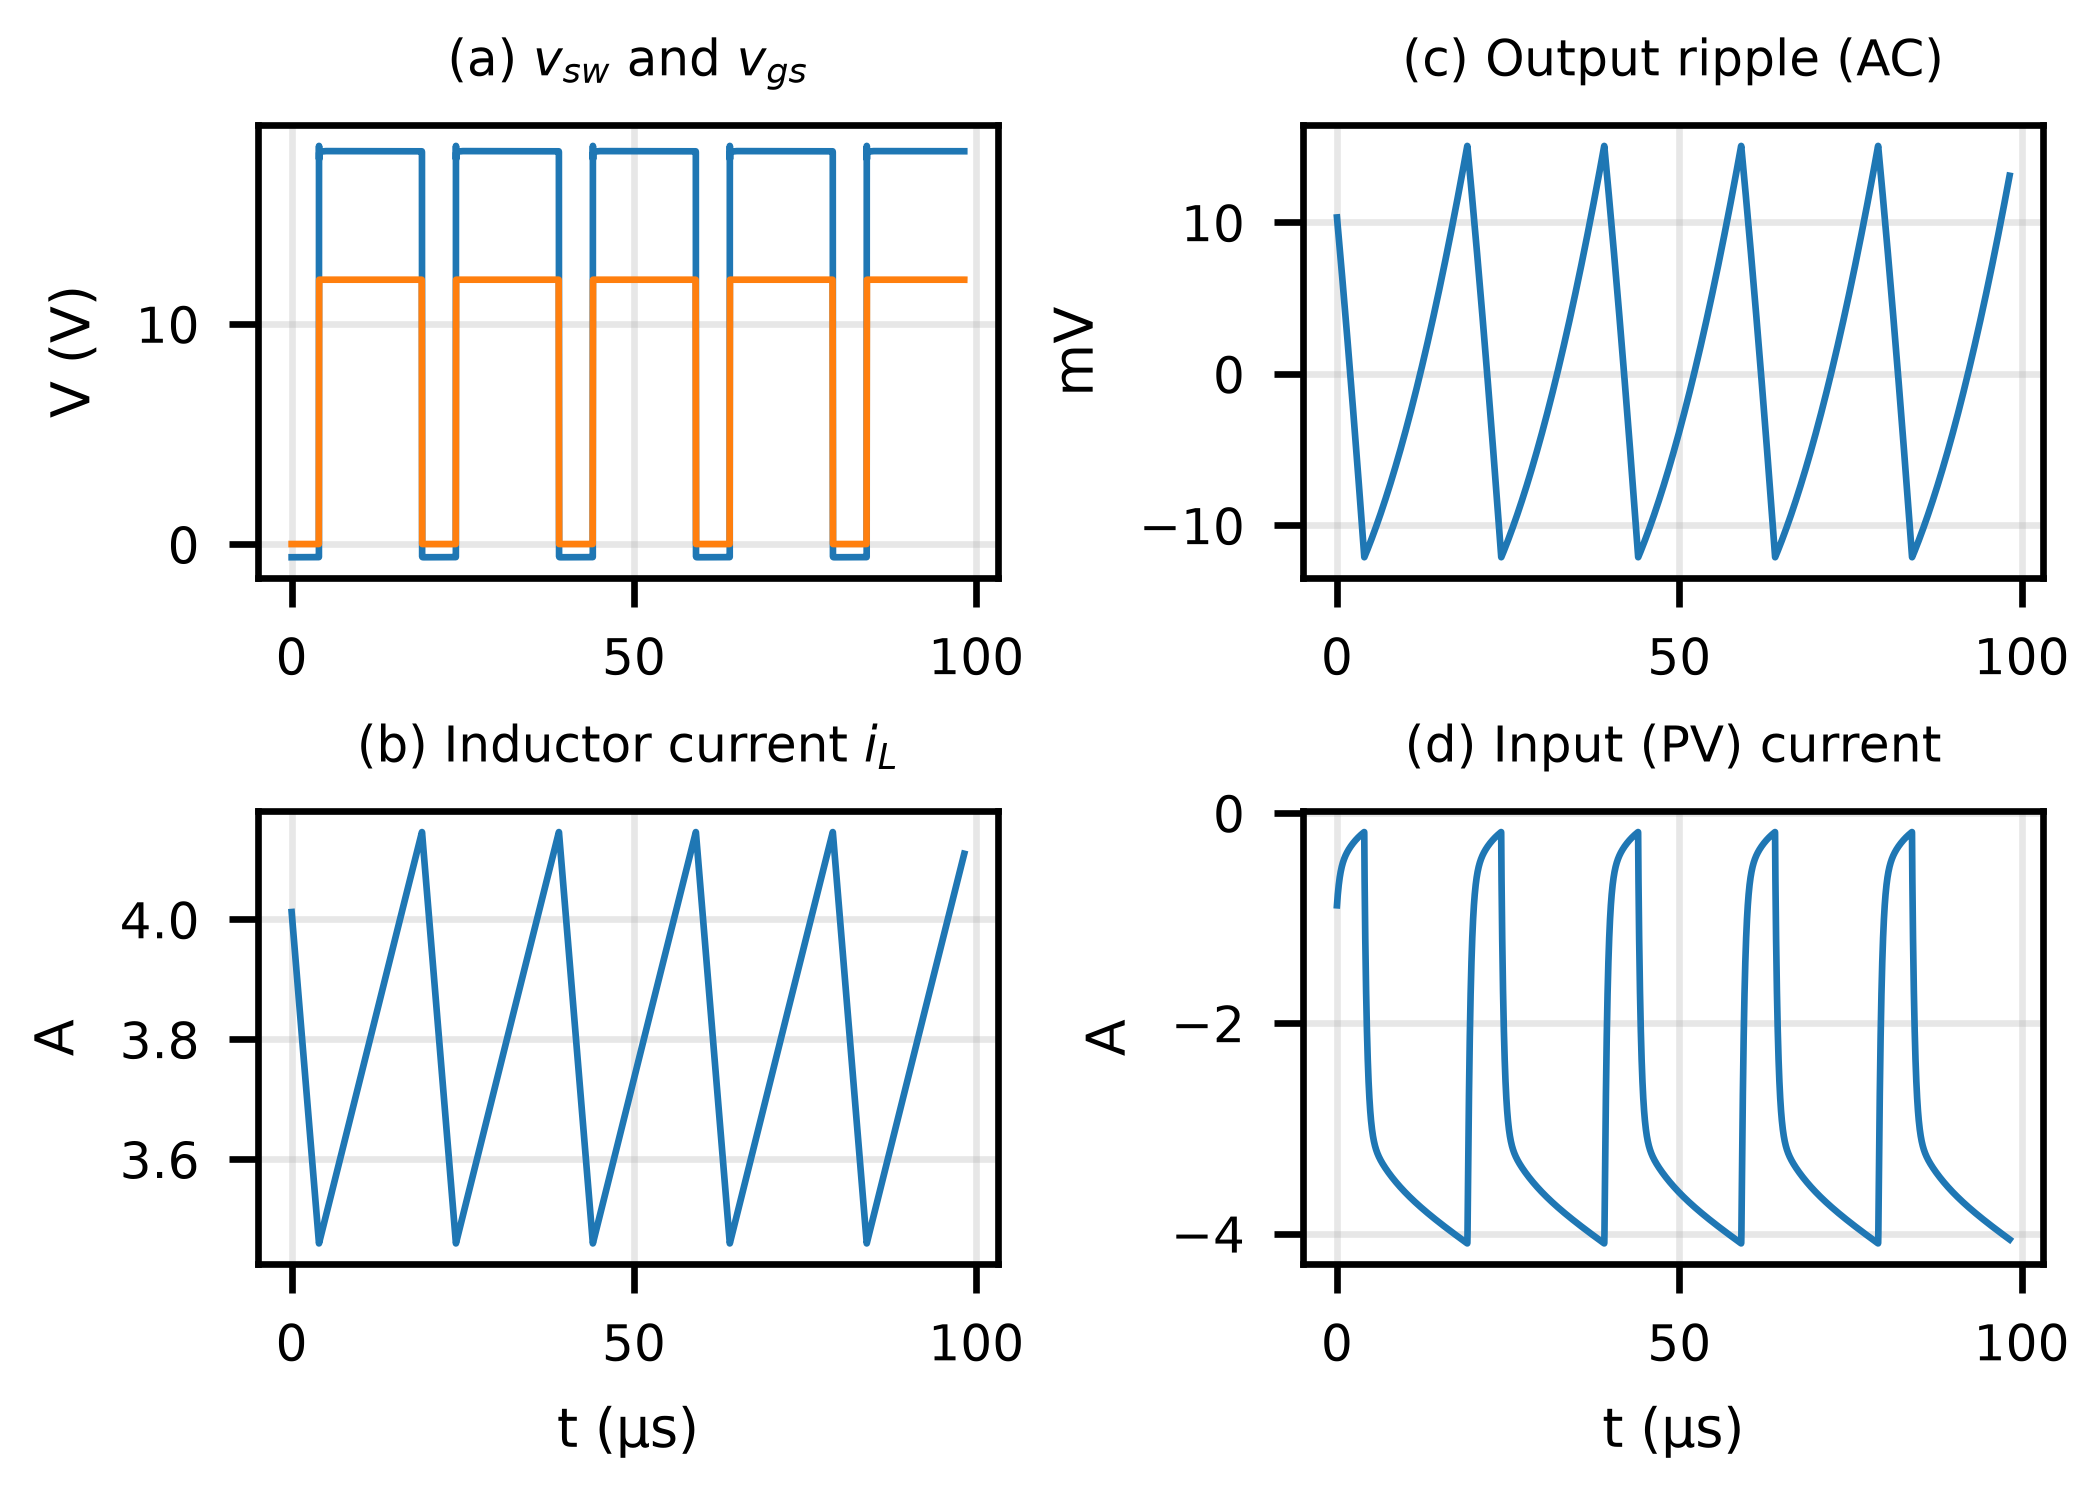 (a) v_sw and v_gs
V (V)
10
0
0 50 100
(c) Output ripple (AC)
mV
10
0
−10
0 50 100
(b) Inductor current i_L
A
4.0
3.8
3.6
0 50 100
t (µs)
(d) Input (PV) current
A
0
−2
−4
0 50 100
t (µs)